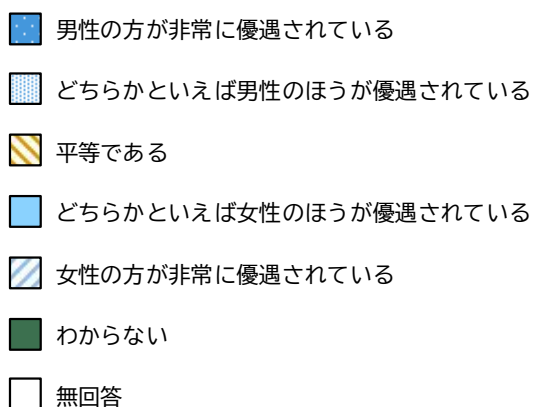 男性の方が非常に優遇されている
どちらかといえば男性のほうが優遇されている
平等である
どちらかといえば女性のほうが優遇されている
女性の方が非常に優遇されている
わからない
無回答